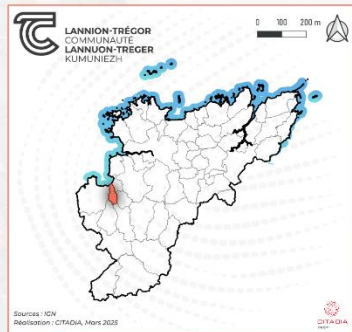 LANNION-TRÉGOR
COMMUNAUTÉ
LANNUON-TREGER
KUMUNIEZH
0 100 200 m
Sources : IGN
Réalisation : CITADIA, Mars 2025
CITADIA